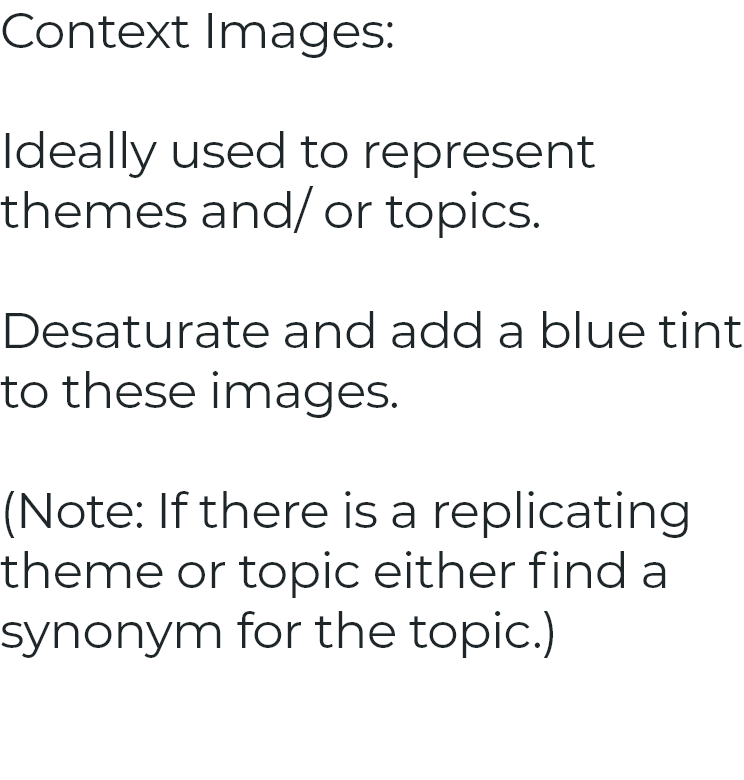 Context Images:
Ideally used to represent
themes and/ or topics.
Desaturate and add a blue tint
to these images.
(Note: If there is a replicating
theme or topic either find a
synonym for the topic.)